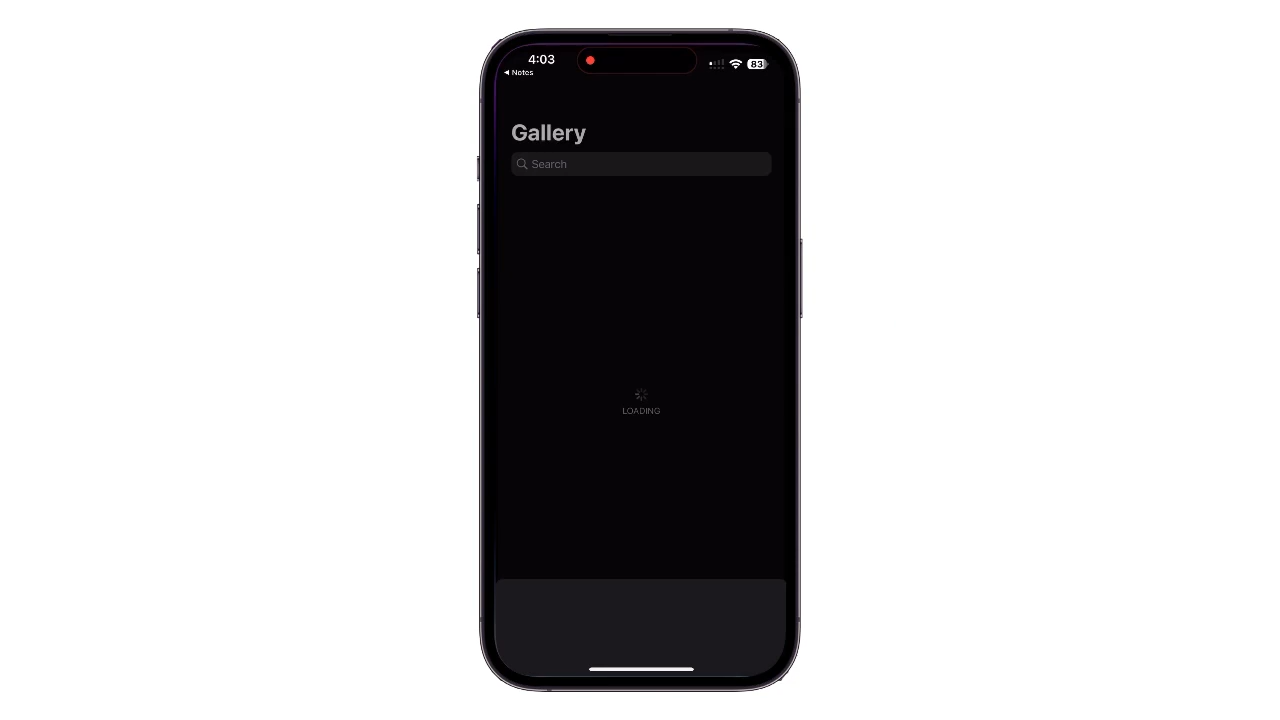 4:03
◀ Notes
83
Gallery
Search
LOADING